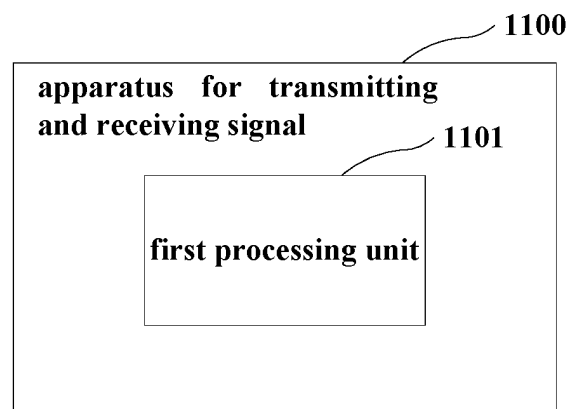 1100
apparatus for transmitting
and receiving signal
1101
first processing unit